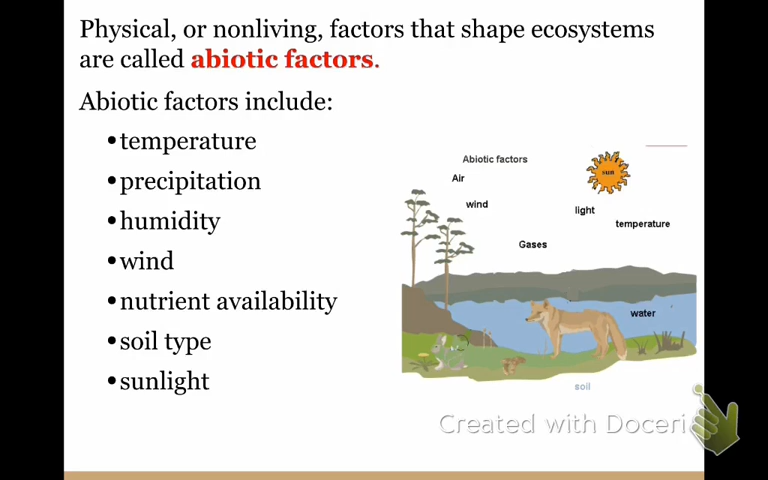 Physical, or nonliving, factors that shape ecosystems
are called abiotic factors.
Abiotic factors include:
•temperature
•precipitation
•humidity
•wind
•nutrient availability
•soil type
•sunlight
Abiotic factors
Air
sun
wind
light
temperature
Gases
water
soil
Created with Doceri